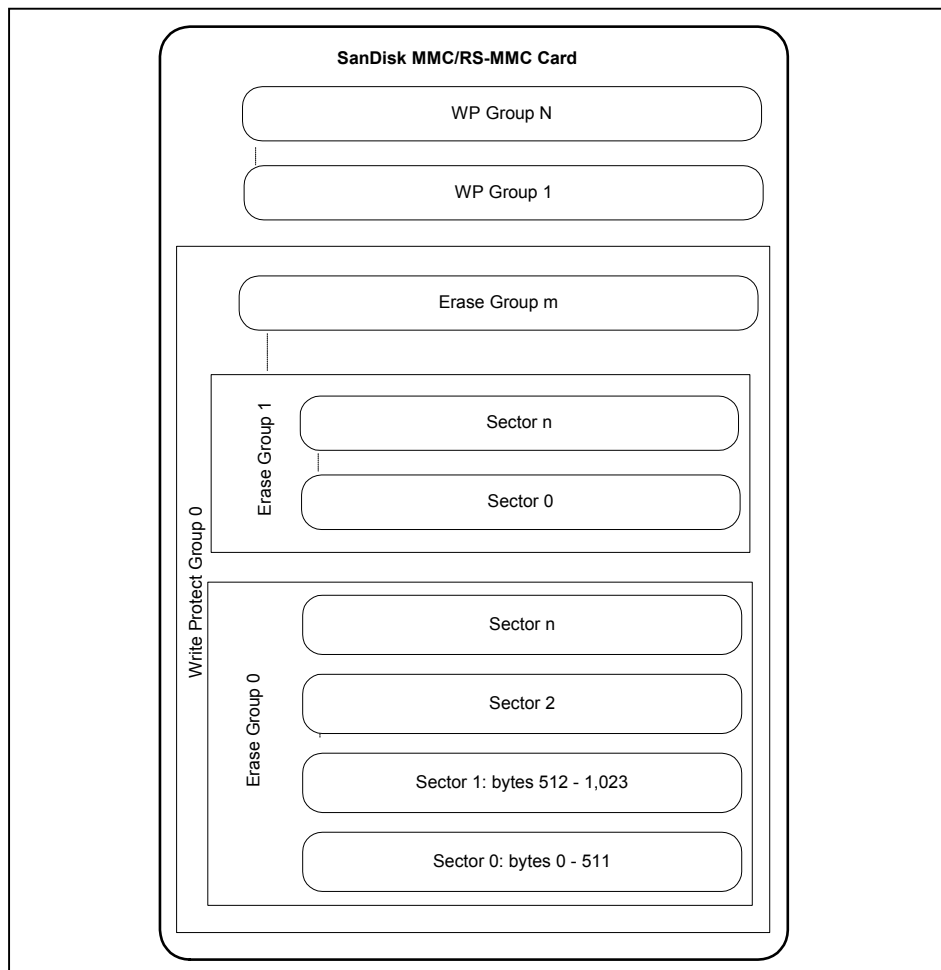 SanDisk MMC/RS-MMC Card
WP Group N
WP Group 1
Write Protect Group 0
Erase Group m
Erase Group 1
Sector n
Sector 0
Erase Group 0
Sector n
Sector 2
Sector 1: bytes 512 - 1,023
Sector 0: bytes 0 - 511